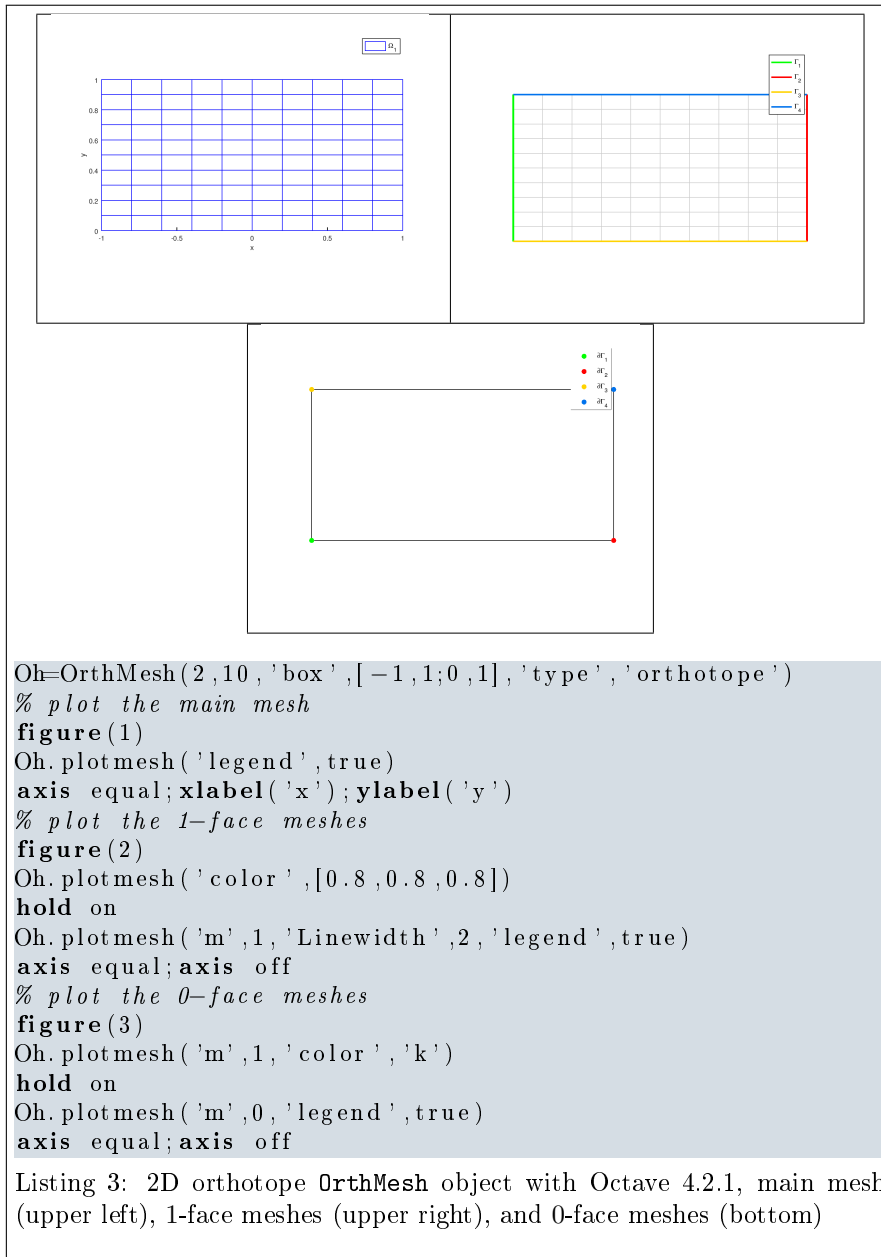 Ω1
1
0.8
0.6
y
0.4
0.2
0
-1
-0.5
0
0.5
1
x
Γ1
Γ2
Γ3
Γ4
∂Γ1
∂Γ2
∂Γ3
∂Γ4
Oh=OrthMesh(2,10,'box',[-1,1;0,1],'type','orthotope')
% plot the main mesh
figure(1)
Oh.plotmesh('legend',true)
axis equal;xlabel('x');ylabel('y')
% plot the 1-face meshes
figure(2)
Oh.plotmesh('color',[0.8,0.8,0.8])
hold on
Oh.plotmesh('m',1,'Linewidth',2,'legend',true)
axis equal;axis off
% plot the 0-face meshes
figure(3)
Oh.plotmesh('m',1,'color','k')
hold on
Oh.plotmesh('m',0,'legend',true)
axis equal;axis off
Listing 3: 2D orthotope OrthMesh object with Octave 4.2.1, main mesh
(upper left), 1-face meshes (upper right), and 0-face meshes (bottom)